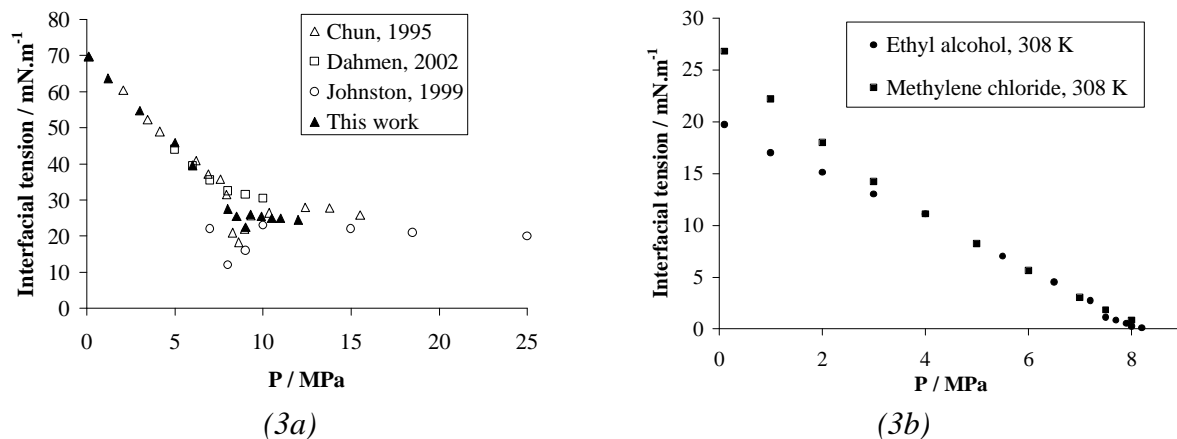 Interfacial tension / mN.m-1
80
70
60
50
40
30
20
10
0
△ Chun, 1995
□ Dahmen, 2002
○ Johnston, 1999
▲ This work
0 5 10 15 20 25
P / MPa
(3a)
Interfacial tension / mN.m-1
30
25
20
15
10
5
0
● Ethyl alcohol, 308 K
■ Methylene chloride, 308 K
0 2 4 6 8
P / MPa
(3b)